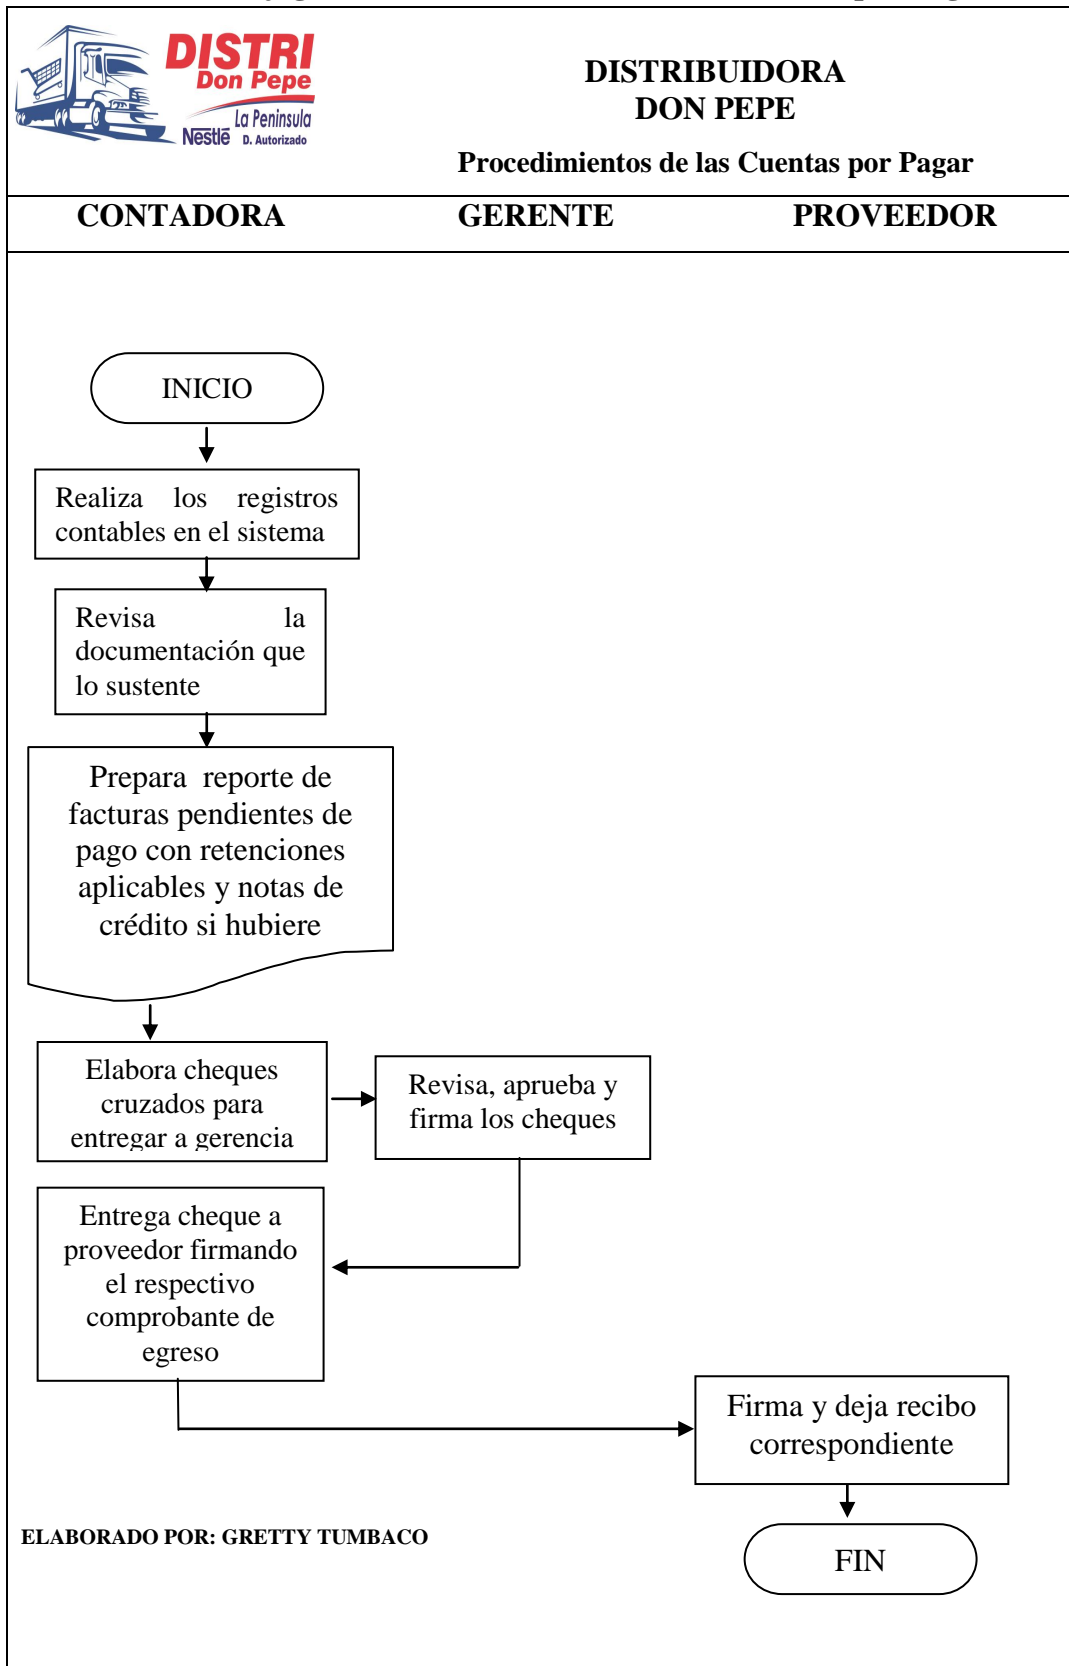 DISTRI
Don Pepe
La Peninsula
Nestlé D. Autorizado
DISTRIBUIDORA
DON PEPE
Procedimientos de las Cuentas por Pagar
CONTADORA GERENTE PROVEEDOR
INICIO
Realiza los registros
contables en el sistema
Revisa la
documentación que
lo sustente
Prepara reporte de
facturas pendientes de
pago con retenciones
aplicables y notas de
crédito si hubiere
Elabora cheques
cruzados para
entregar a gerencia
Revisa, aprueba y
firma los cheques
Entrega cheque a
proveedor firmando
el respectivo
comprobante de
egreso
Firma y deja recibo
correspondiente
ELABORADO POR: GRETTY TUMBACO
FIN